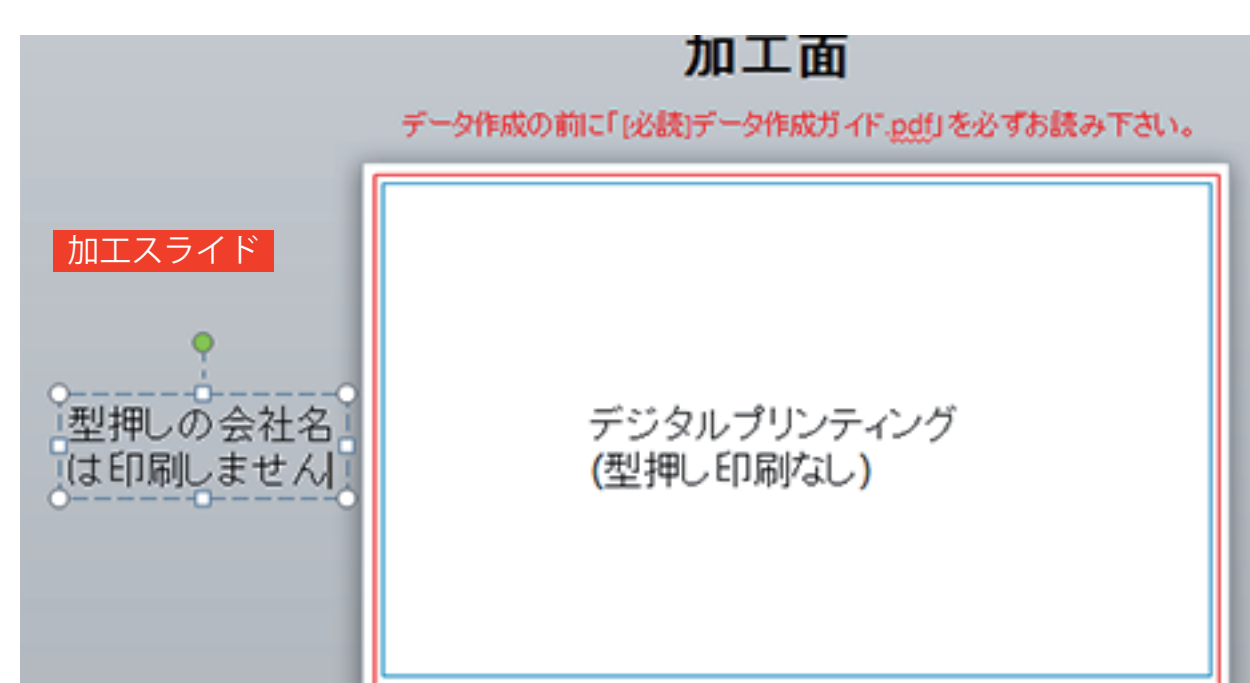 加工面
データ作成の前に「[必読]データ作成ガイド.pdf」を必ずお読み下さい。
加工スライド
型押しの会社名
は印刷しません
デジタルプリンティング
(型押し印刷なし)